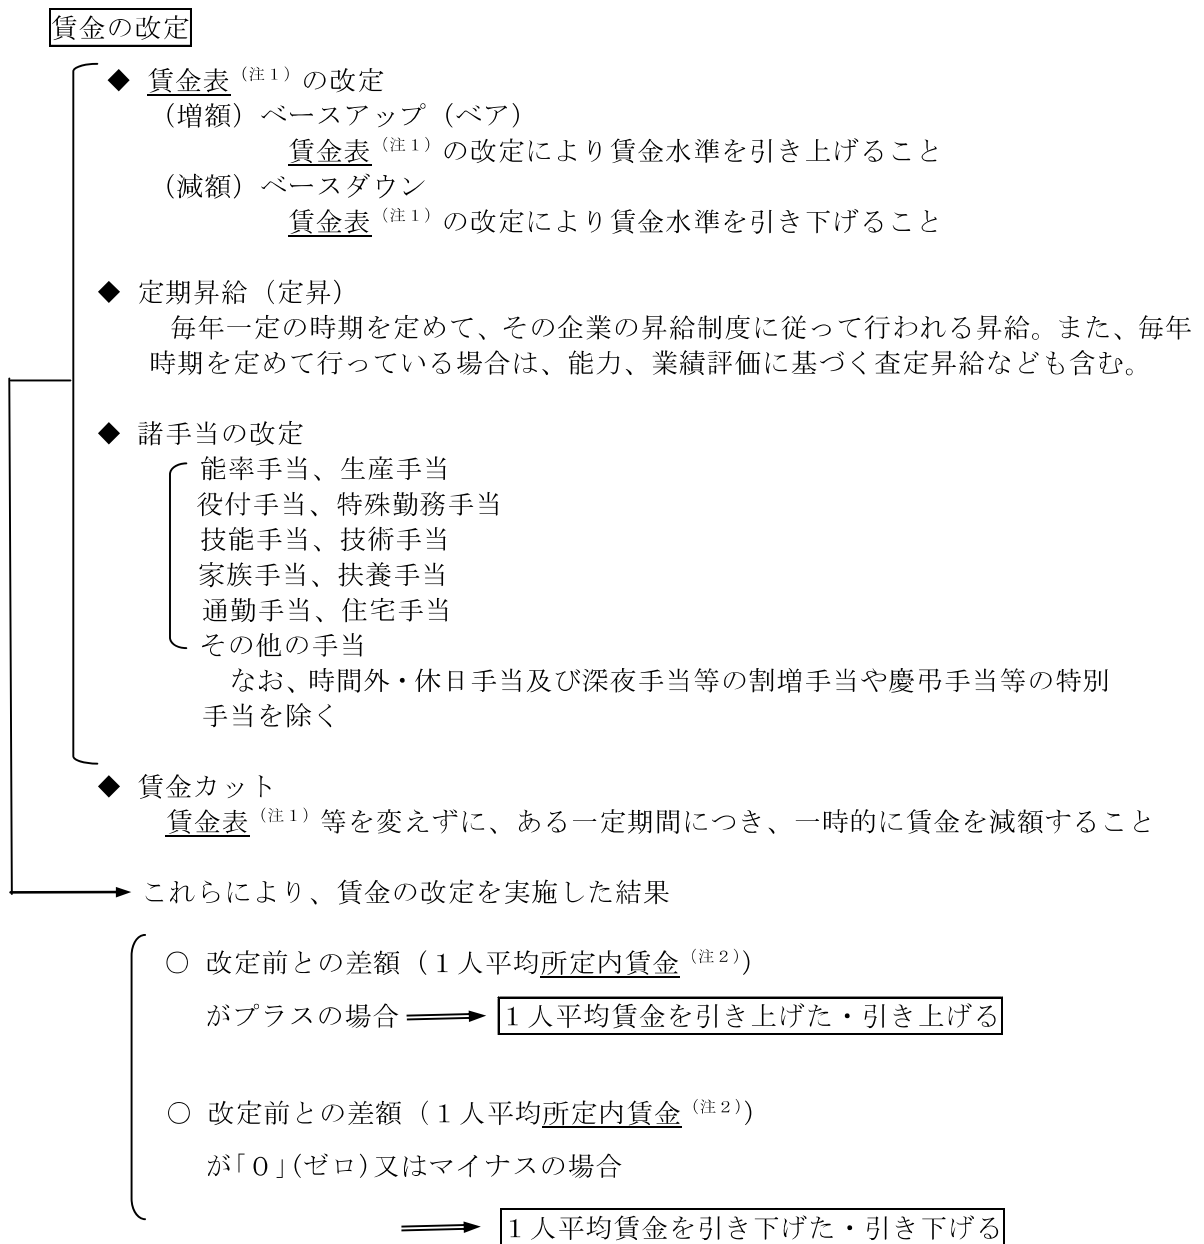 賃金の改定
◆ 賃金表（注１）の改定
（増額）ベースアップ（ベア）
賃金表（注１）の改定により賃金水準を引き上げること
（減額）ベースダウン
賃金表（注１）の改定により賃金水準を引き下げること
◆ 定期昇給（定昇）
毎年一定の時期を定めて、その企業の昇給制度に従って行われる昇給。また、毎年
時期を定めて行っている場合は、能力、業績評価に基づく査定昇給なども含む。
◆ 諸手当の改定
能率手当、生産手当
役付手当、特殊勤務手当
技能手当、技術手当
家族手当、扶養手当
通勤手当、住宅手当
その他の手当
なお、時間外・休日手当及び深夜手当等の割増手当や慶弔手当等の特別
手当を除く
◆ 賃金カット
賃金表（注１）等を変えずに、ある一定期間につき、一時的に賃金を減額すること
これらにより、賃金の改定を実施した結果
○ 改定前との差額（１人平均所定内賃金（注２））
がプラスの場合
１人平均賃金を引き上げた・引き上げる
○ 改定前との差額（１人平均所定内賃金（注２））
が「０」（ゼロ）又はマイナスの場合
１人平均賃金を引き下げた・引き下げる